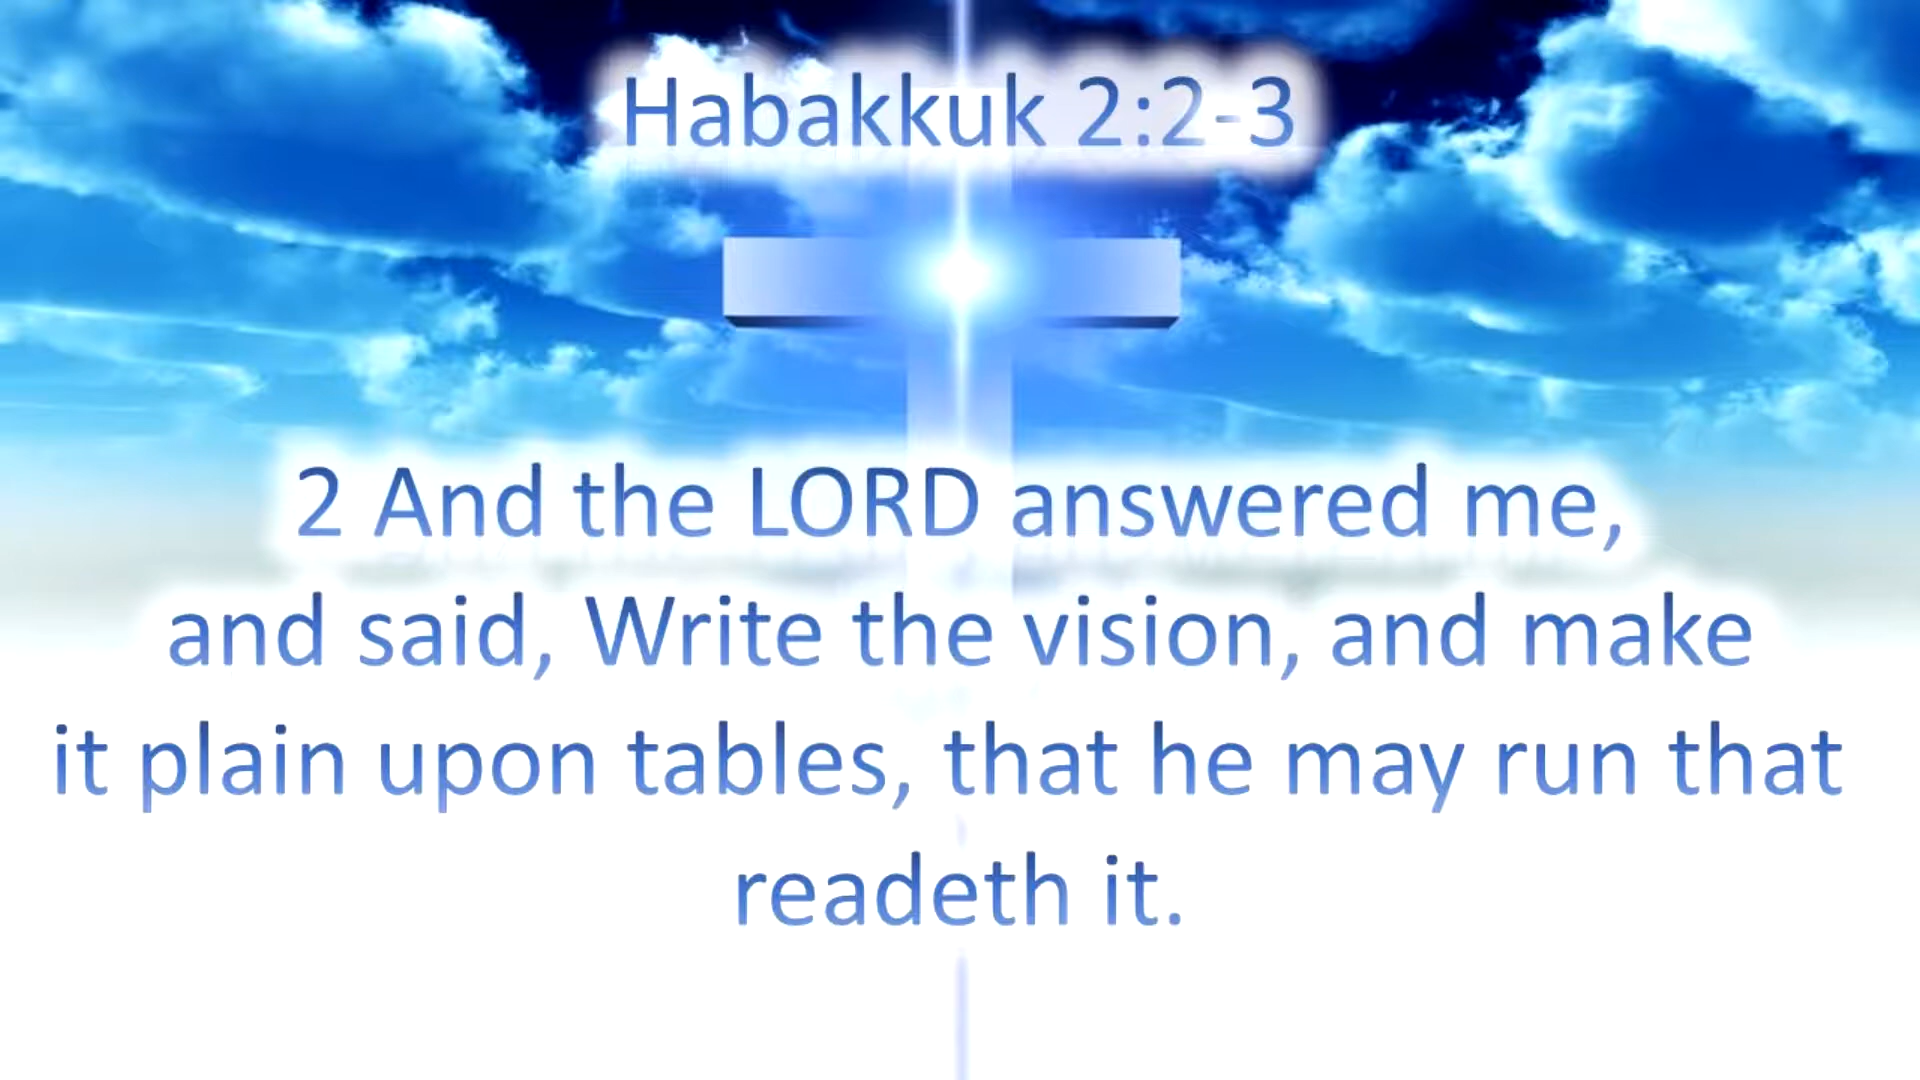 Habakkuk 2:2-3
2 And the LORD answered me,
and said, Write the vision, and make
it plain upon tables, that he may run that
readeth it.